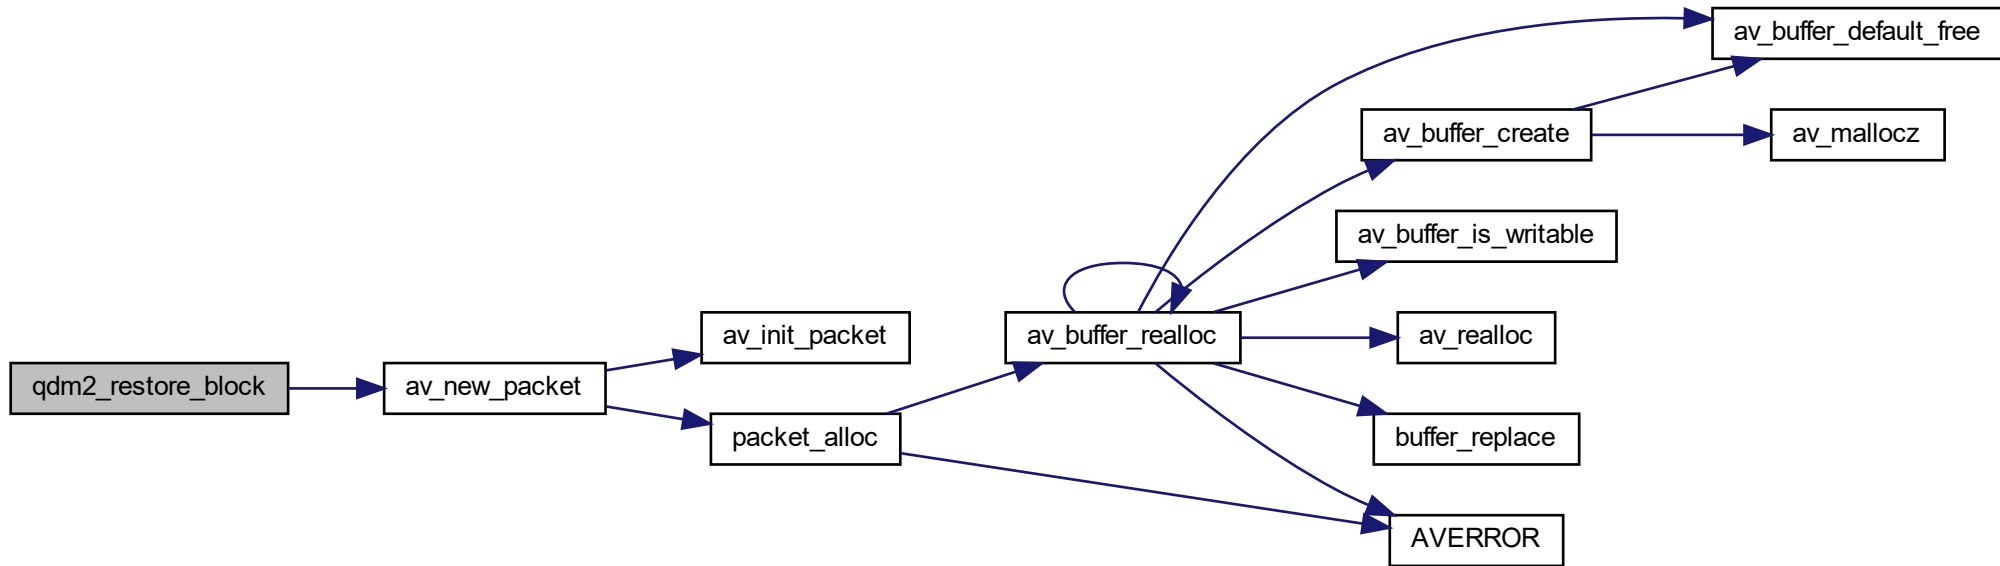 av_buffer_default_free
av_buffer_create
av_mallocz
av_buffer_is_writable
av_init_packet
av_buffer_realloc
av_realloc
qdm2_restore_block
av_new_packet
packet_alloc
buffer_replace
AVERROR